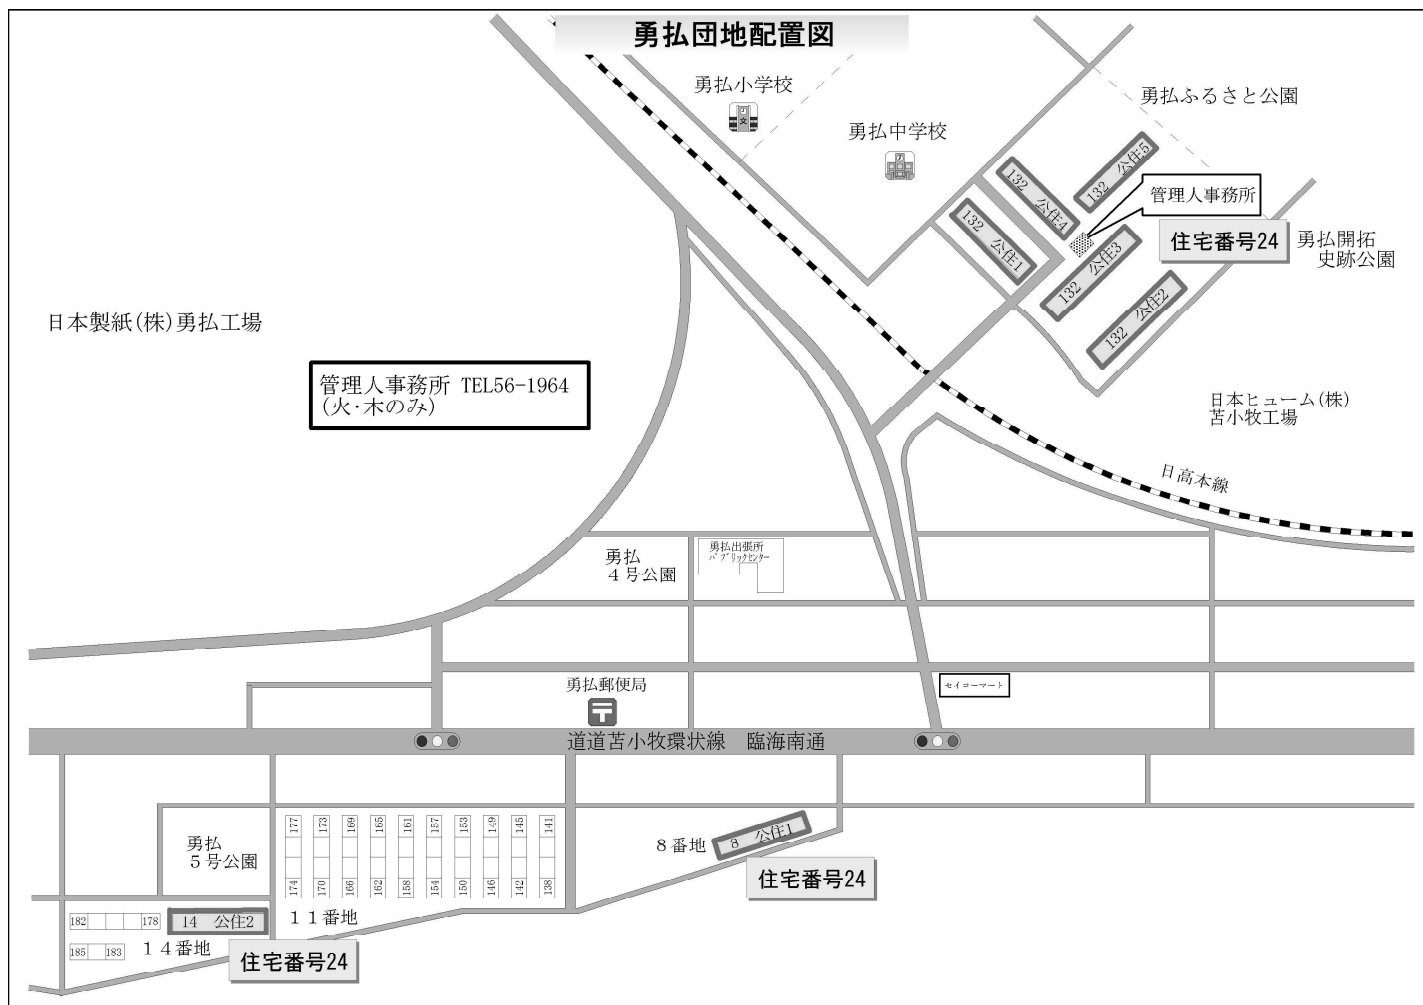 勇払団地配置図
勇払小学校
文
勇払中学校
勇払ふるさと公園
132 公住5
132 公住4
132 公住1
管理人事務所
住宅番号24
勇払開拓
史跡公園
132 公住3
132 公住2
日本製紙(株)勇払工場
管理人事務所 TEL56-1964
(火・木のみ)
日本ヒューム(株)
苫小牧工場
日高本線
勇払出張所
パブリックセンター
勇払
4号公園
勇払郵便局
〒
セイコーマート
道道苫小牧環状線 臨海南通
177 173 169 165 161 157 153 149 145 141
174 170 166 162 158 154 150 146 142 138
勇払
5号公園
8番地
8 公住1
住宅番号24
11番地
182 178
14 公住2
185 183
14番地
住宅番号24